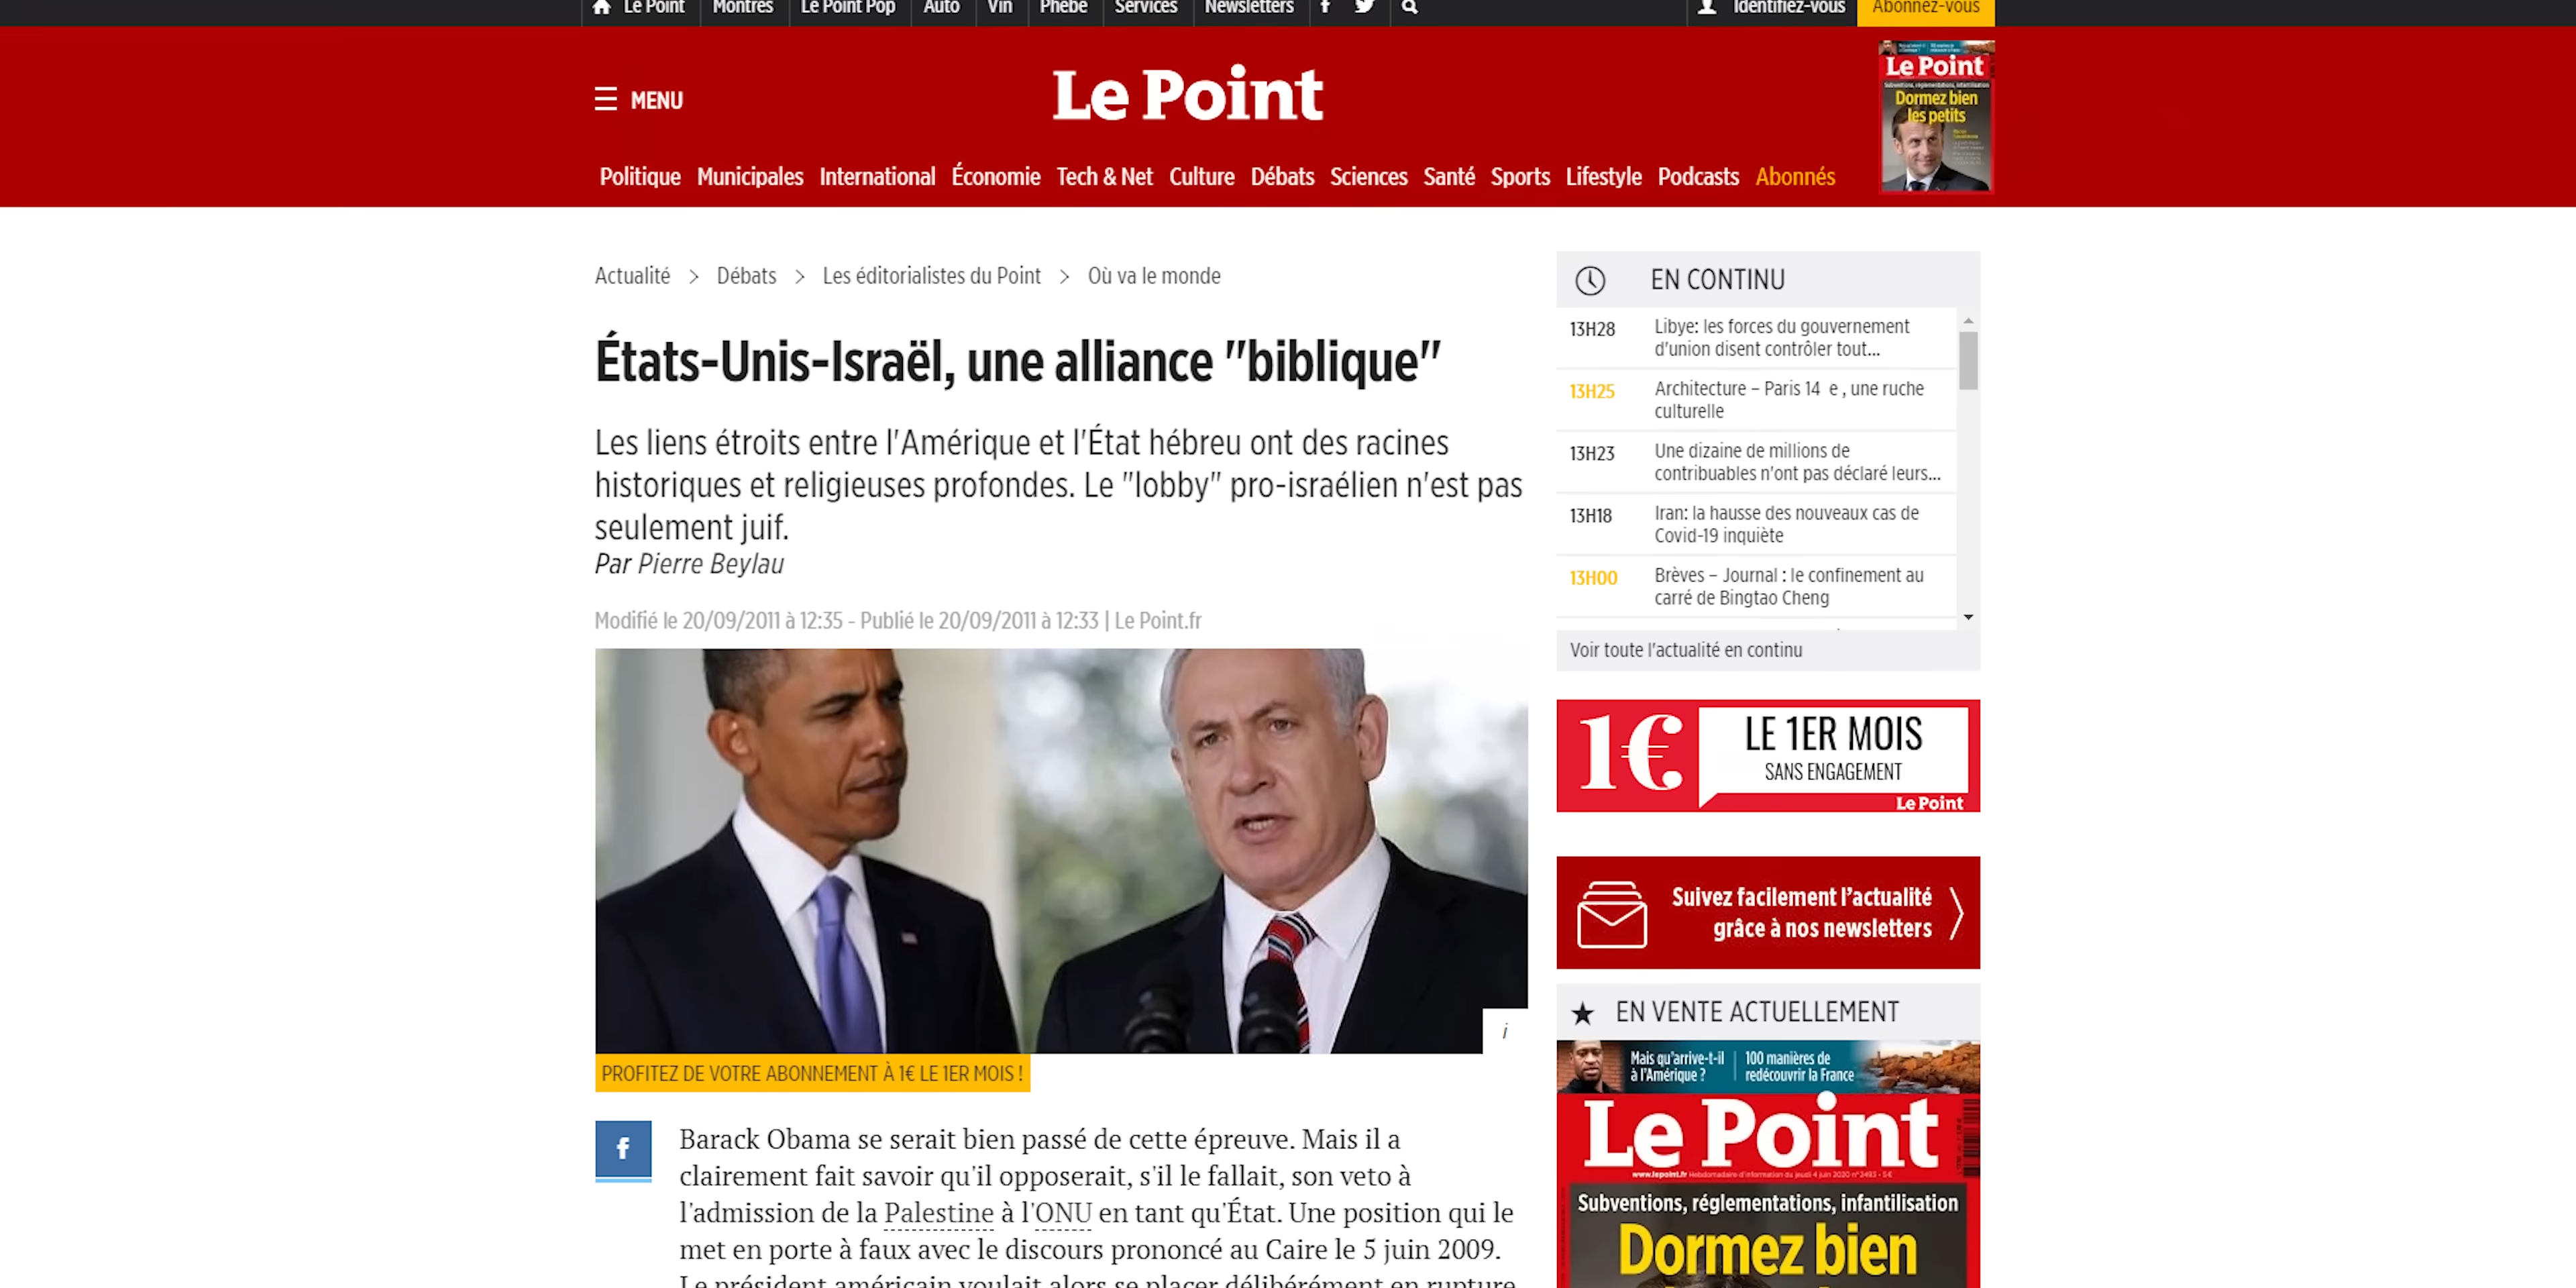 Le Point
Montres
Le Point Pop
Auto
Vin
Phébé
Services
Newsletters
Identifiez-vous
Abonnez-vous
MENU
Le Point
Le Point
Subventions, réglementations, infantilisation
Dormez bien
les petits
Politique Municipales International Économie Tech & Net Culture Débats Sciences Santé Sports Lifestyle Podcasts Abonnés
Actualité > Débats > Les éditorialistes du Point > Où va le monde
États-Unis-Israël, une alliance "biblique"
Les liens étroits entre l'Amérique et l'État hébreu ont des racines
historiques et religieuses profondes. Le "lobby" pro-israélien n'est pas
seulement juif.
Par Pierre Beylau
Modifié le 20/09/2011 à 12:35 - Publié le 20/09/2011 à 12:33 | Le Point.fr
i
PROFITEZ DE VOTRE ABONNEMENT À 1€ LE 1ER MOIS !
f
Barack Obama se serait bien passé de cette épreuve. Mais il a
clairement fait savoir qu'il opposerait, s'il le fallait, son veto à
l'admission de la Palestine à l'ONU en tant qu'État. Une position qui le
met en porte à faux avec le discours prononcé au Caire le 5 juin 2009.
Le président américain voulait alors se placer délibérément en rupture
EN CONTINU
13H28 Libye: les forces du gouvernement
d'union disent contrôler tout...
13H25 Architecture – Paris 14 e , une ruche
culturelle
13H23 Une dizaine de millions de
contribuables n'ont pas déclaré leurs...
13H18 Iran: la hausse des nouveaux cas de
Covid-19 inquiète
13H00 Brèves – Journal : le confinement au
carré de Bingtao Cheng
Voir toute l'actualité en continu
1€ LE 1ER MOIS
SANS ENGAGEMENT
Le Point
Suivez facilement l'actualité
grâce à nos newsletters
EN VENTE ACTUELLEMENT
Mais qu'arrive-t-il
à l'Amérique ?
100 manières de
redécouvrir la France
Le Point
www.lepoint.fr Hebdomadaire d'information du jeudi 4 juin 2020 n°2493 - 5€
Subventions, réglementations, infantilisation
Dormez bien